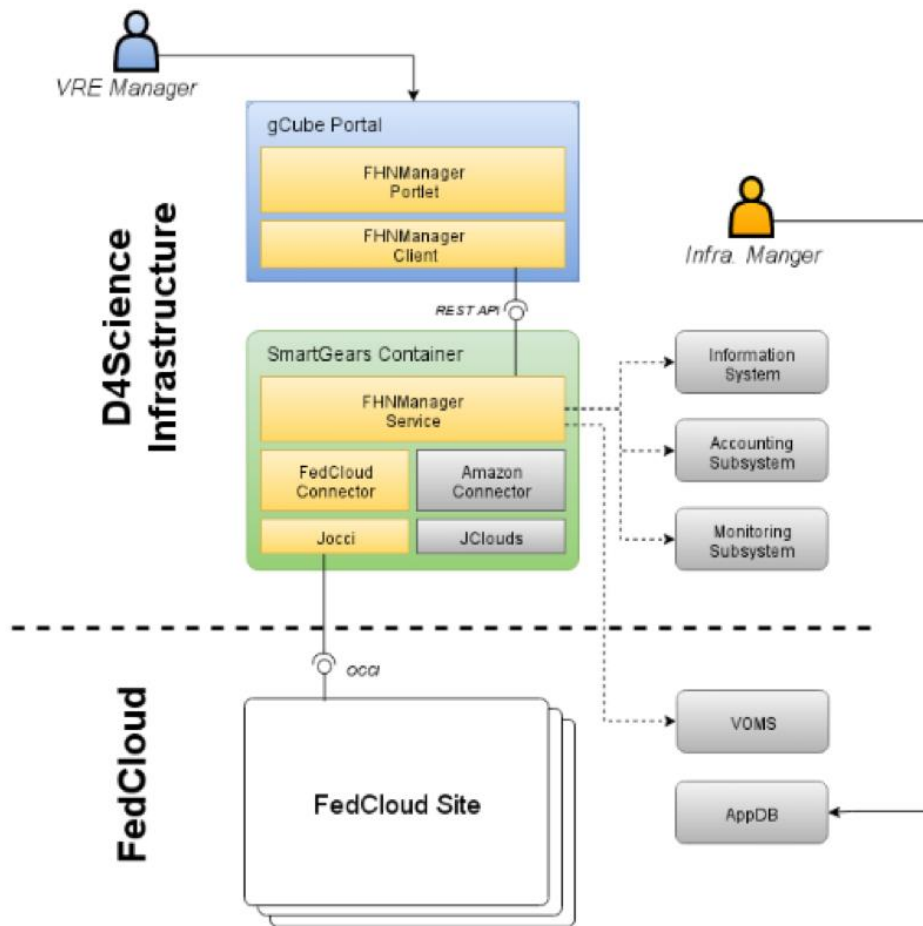 VRE Manager
gCube Portal
FHNManager
Portlet
FHNManager
Client
REST API
D4Science
Infrastructure
Infra. Manger
SmartGears Container
FHNManager
Service
FedCloud
Connector
Amazon
Connector
Jocci
JClouds
Information
System
Accounting
Subsystem
Monitoring
Subsystem
OCCI
FedCloud
FedCloud Site
VOMS
AppDB